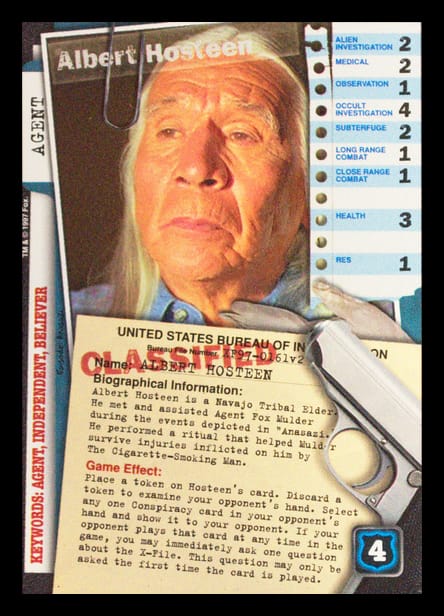 Albert Hosteen
ALIEN
INVESTIGATION 2
MEDICAL 2
OBSERVATION 1
OCCULT
INVESTIGATION 4
SUBTERFUGE 2
LONG RANGE
COMBAT 1
CLOSE RANGE
COMBAT 1
HEALTH 3
RES 1
AGENT
TM & © 1997 Fox.
KEYWORDS: AGENT, INDEPENDENT, BELIEVER
UNITED STATES BUREAU OF IN ION
Bureau File Number: XF97-0161v2
CLASSIFIED
Name: ALBERT HOSTEEN
Biographical Information:
Albert Hosteen is a Navajo Tribal Elder.
He met and assisted Agent Fox Mulder
during the events depicted in "Anasazi."
He performed a ritual that helped Mulder
survive injuries inflicted on him by
The Cigarette-Smoking Man.
Game Effect:
Place a token on Hosteen's card. Discard a
token to examine your opponent's hand. Select
any one Conspiracy card in your opponent's
hand and show it to your opponent. If your
opponent plays that card at any time in the
game, you may immediately ask one question
about the X-File. This question may only be
asked the first time the card is played.
4